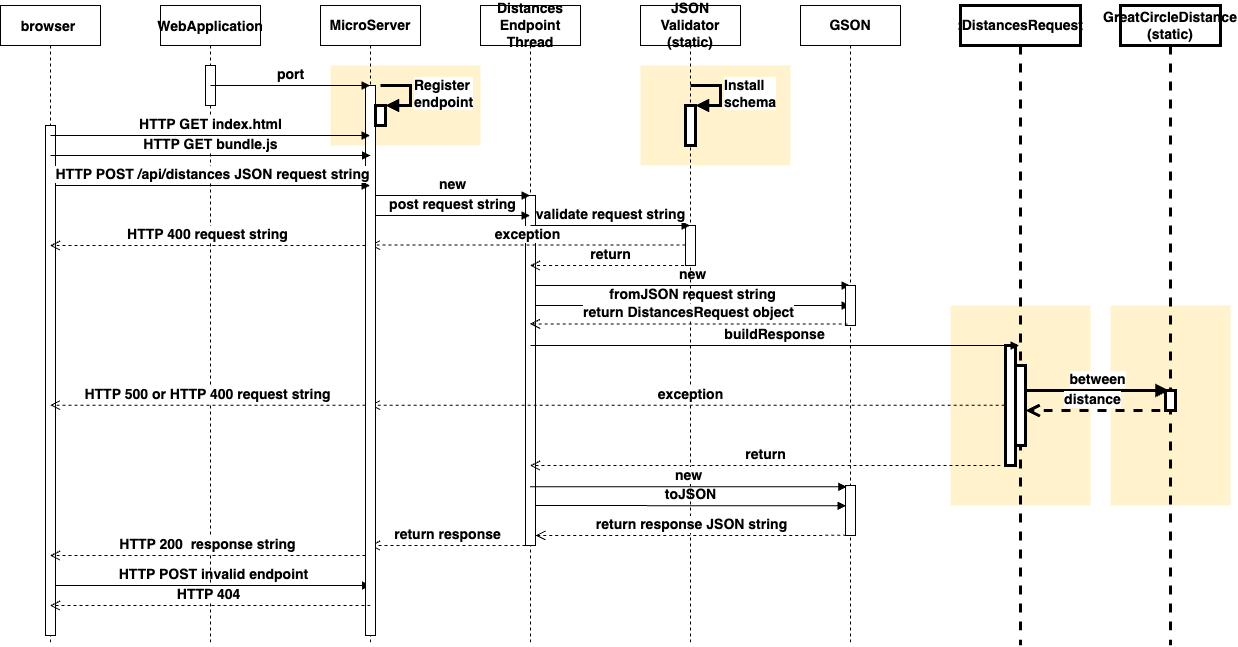 browser
WebApplication
MicroServer
Distances
Endpoint
Thread
JSON
Validator
(static)
GSON
DistancesRequest
GreatCircleDistance
(static)
port
Register
endpoint
Install
schema
HTTP GET index.html
HTTP GET bundle.js
HTTP POST /api/distances JSON request string
new
post request string
validate request string
HTTP 400 request string
exception
return
new
fromJSON request string
return DistancesRequest object
buildResponse
between
distance
HTTP 500 or HTTP 400 request string
exception
return
new
toJSON
return response JSON string
return response
HTTP 200 response string
HTTP POST invalid endpoint
HTTP 404